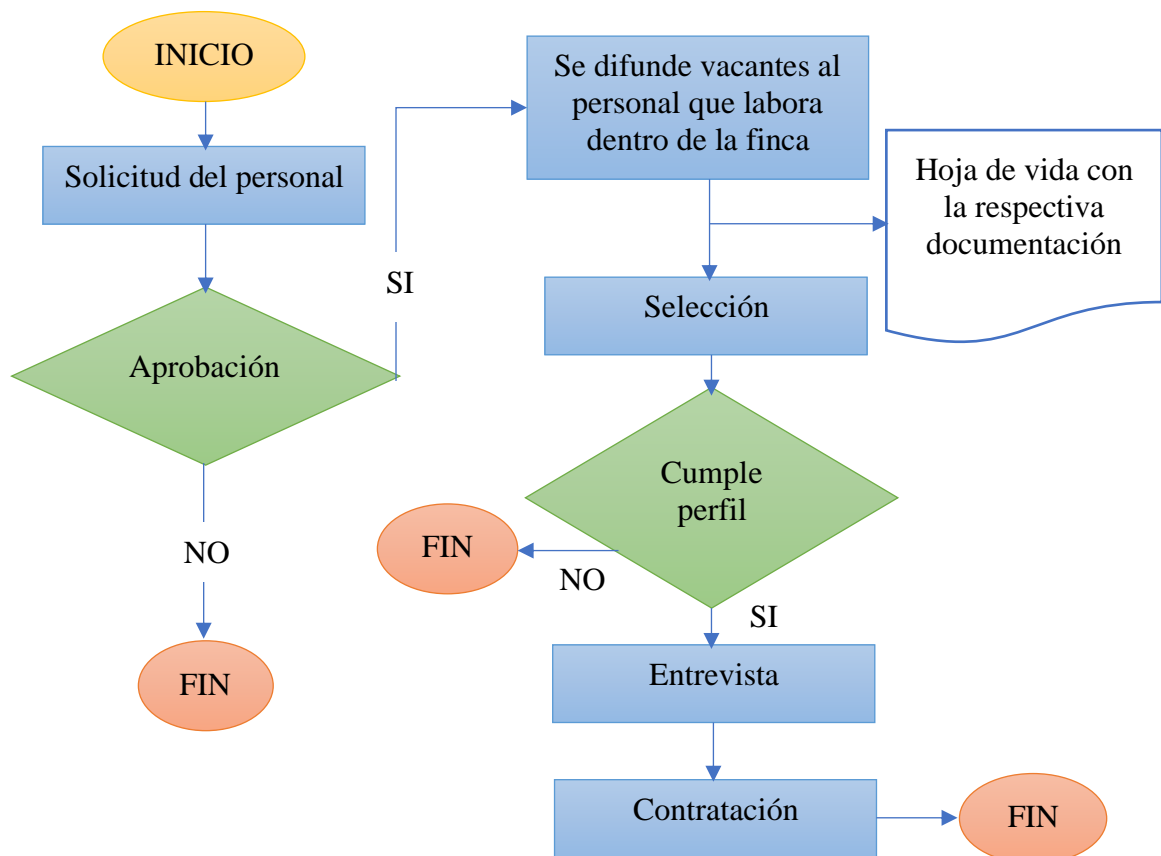 INICIO
Solicitud del personal
Aprobación
SI
NO
FIN
Se difunde vacantes al
personal que labora
dentro de la finca
Hoja de vida con
la respectiva
documentación
Selección
Cumple
perfil
NO
FIN
SI
Entrevista
Contratación
FIN